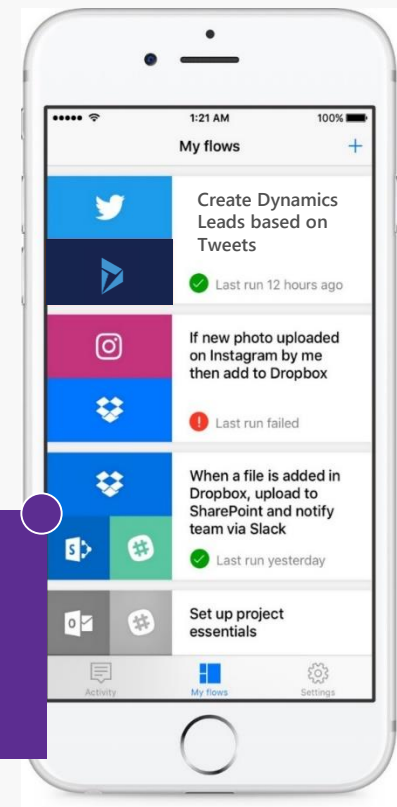 1:21 AM
100%
My flows
+
Create Dynamics
Leads based on
Tweets
Last run 12 hours ago
If new photo uploaded
on Instagram by me
then add to Dropbox
Last run failed
When a file is added in
Dropbox, upload to
SharePoint and notify
team via Slack
Last run yesterday
Set up project
essentials
Activity
My flows
Settings